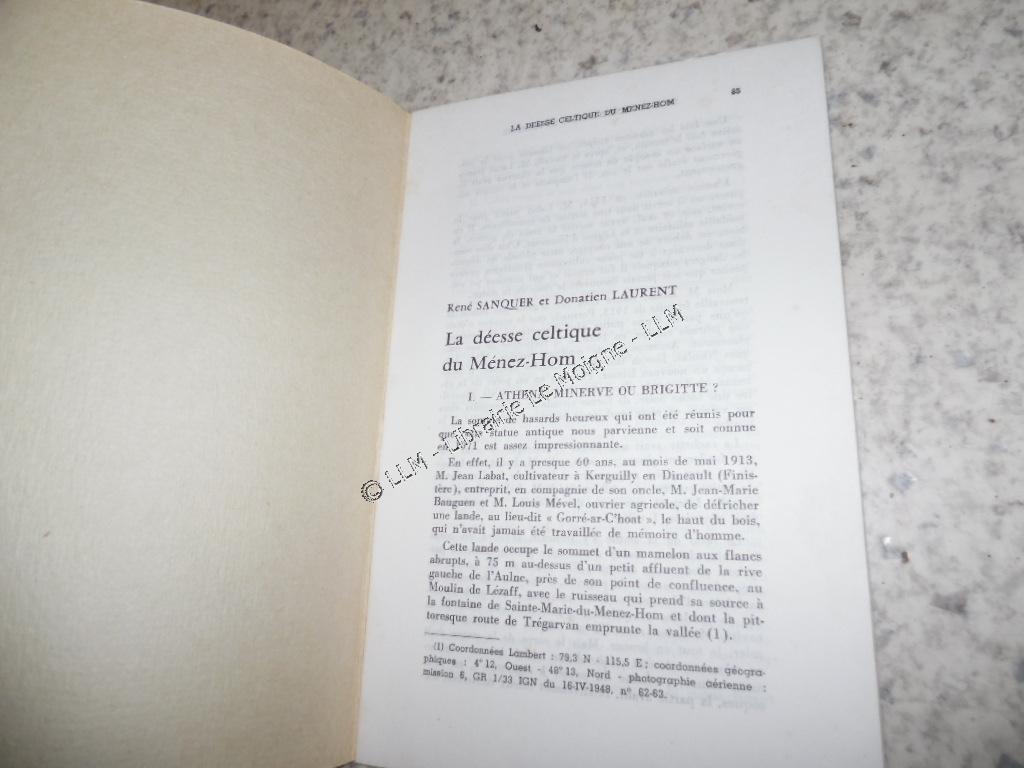 LA DEESSE CELTIQUE DU MENEZ-HOM
65
René SANQUER et Donatien LAURENT
La déesse celtique
du Ménez-Hom
I. — ATHENA, MINERVE OU BRIGITTE ?
La somme de hasards heureux qui ont été réunis pour
que statue antique nous parvienne et soit connue
en 1971 est assez impressionnante.
En effet, il y a presque 60 ans, au mois de mai 1913,
M. Jean Labat, cultivateur à Kerguilly en Dinéault (Finis-
tère), entreprit, en compagnie de son oncle, M. Jean-Marie
Bauguen et M. Louis Mével, ouvrier agricole, de défricher
une lande, au lieu-dit « Gorré-ar-C'hoat », le haut du bois,
qui n'avait jamais été travaillée de mémoire d'homme.
Cette lande occupe le sommet d'un mamelon aux flancs
abrupts, à 75 m au-dessus d'un petit affluent de la rive
gauche de l'Aulne, près de son point de confluence, au
Moulin de Lézaff, avec le ruisseau qui prend sa source à
la fontaine de Sainte-Marie-du-Menez-Hom et dont la pit-
toresque route de Trégarvan emprunte la vallée (1).
(1) Coordonnées Lambert : 79,3 N - 115,5 E ; coordonnées géogra-
phiques : 4° 12, Ouest - 48° 13, Nord - photographie aérienne :
mission 6, GR 1/33 IGN du 16-IV-1948, n° 62-63.
© LLM - Librairie Le Moigne - LLM